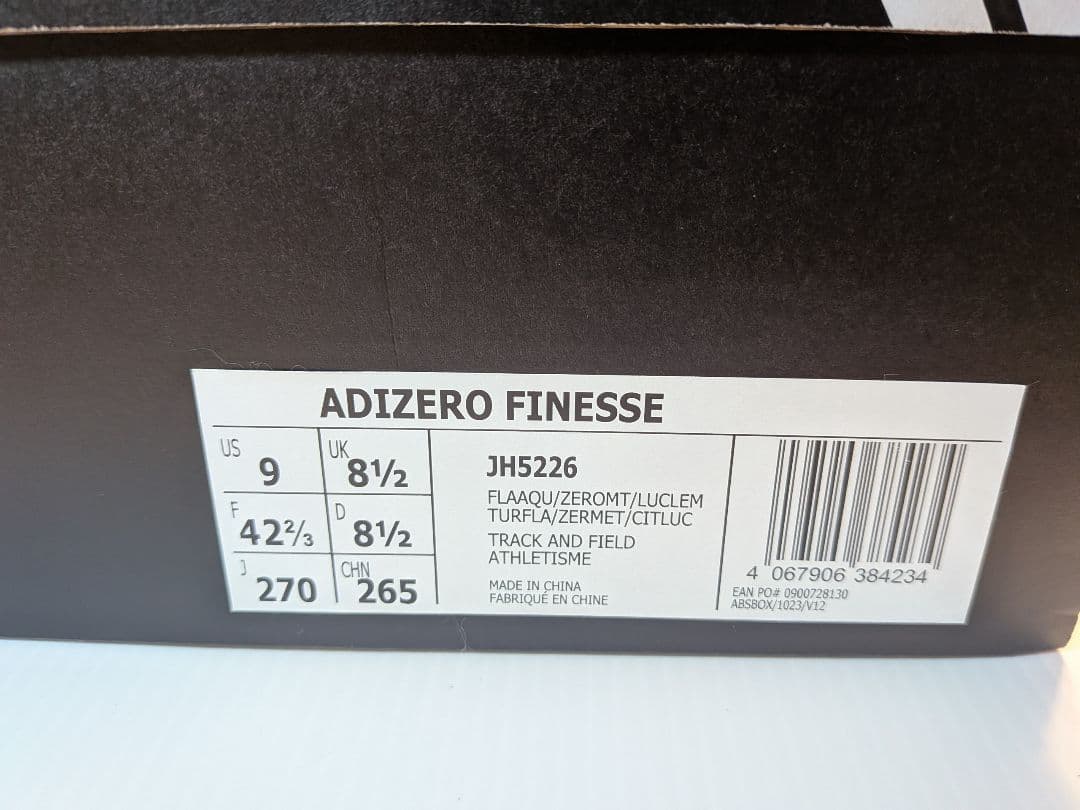 ADIZERO FINESSE
US 9 UK 8½
F 42⅔ D 8½
J 270 CHN 265
JH5226
FLAAQU/ZEROMT/LUCLEM
TURFLA/ZERMET/CITLUC
TRACK AND FIELD
ATHLETISME
MADE IN CHINA
FABRIQUÉ EN CHINE
4 067906 384234
EAN PO# 0900728130
ABSBOX/1023/V12